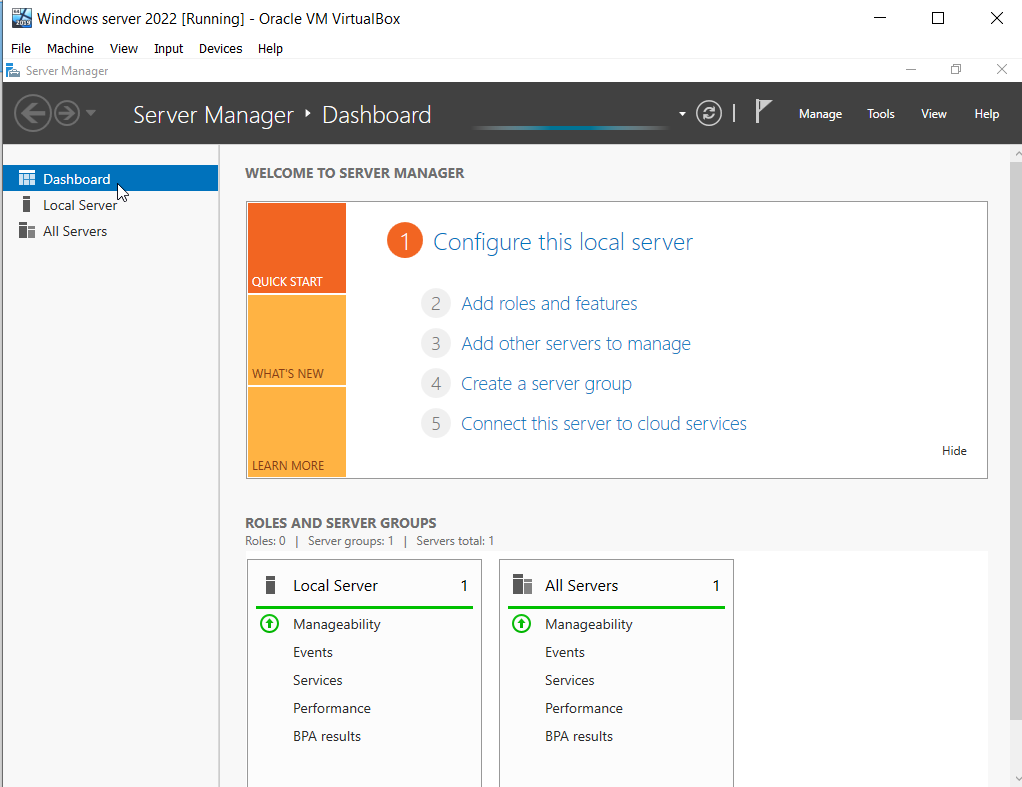 Windows server 2022 [Running] - Oracle VM VirtualBox
File Machine View Input Devices Help
Server Manager
Server Manager ‣ Dashboard
Manage Tools View Help
Dashboard
Local Server
All Servers
WELCOME TO SERVER MANAGER
QUICK START
WHAT'S NEW
LEARN MORE
1 Configure this local server
2 Add roles and features
3 Add other servers to manage
4 Create a server group
5 Connect this server to cloud services
Hide
ROLES AND SERVER GROUPS
Roles: 0 | Server groups: 1 | Servers total: 1
Local Server 1
Manageability
Events
Services
Performance
BPA results
All Servers 1
Manageability
Events
Services
Performance
BPA results